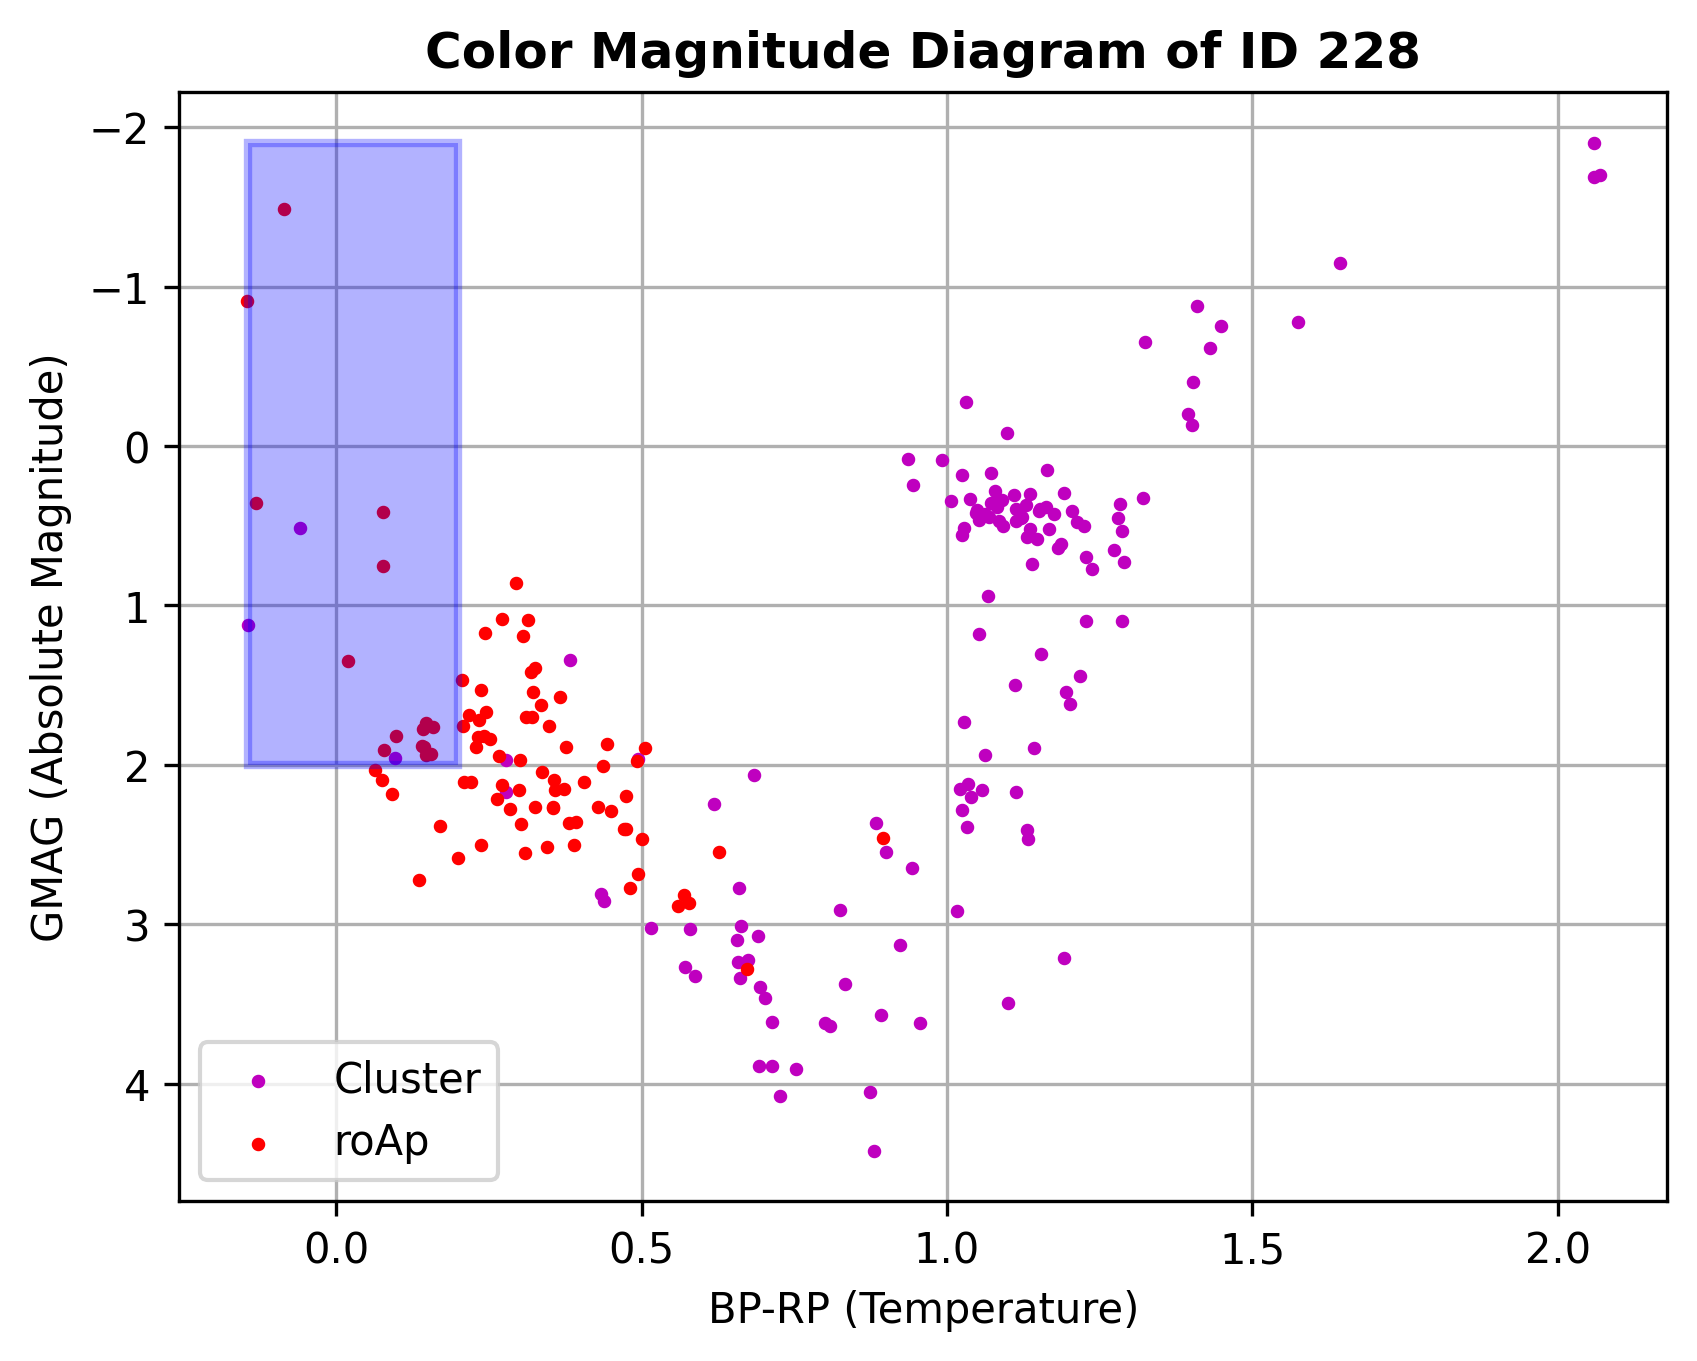 Color Magnitude Diagram of ID 228
GMAG (Absolute Magnitude)
−2
−1
0
1
2
3
4
Cluster
roAp
0.0 0.5 1.0 1.5 2.0
BP-RP (Temperature)